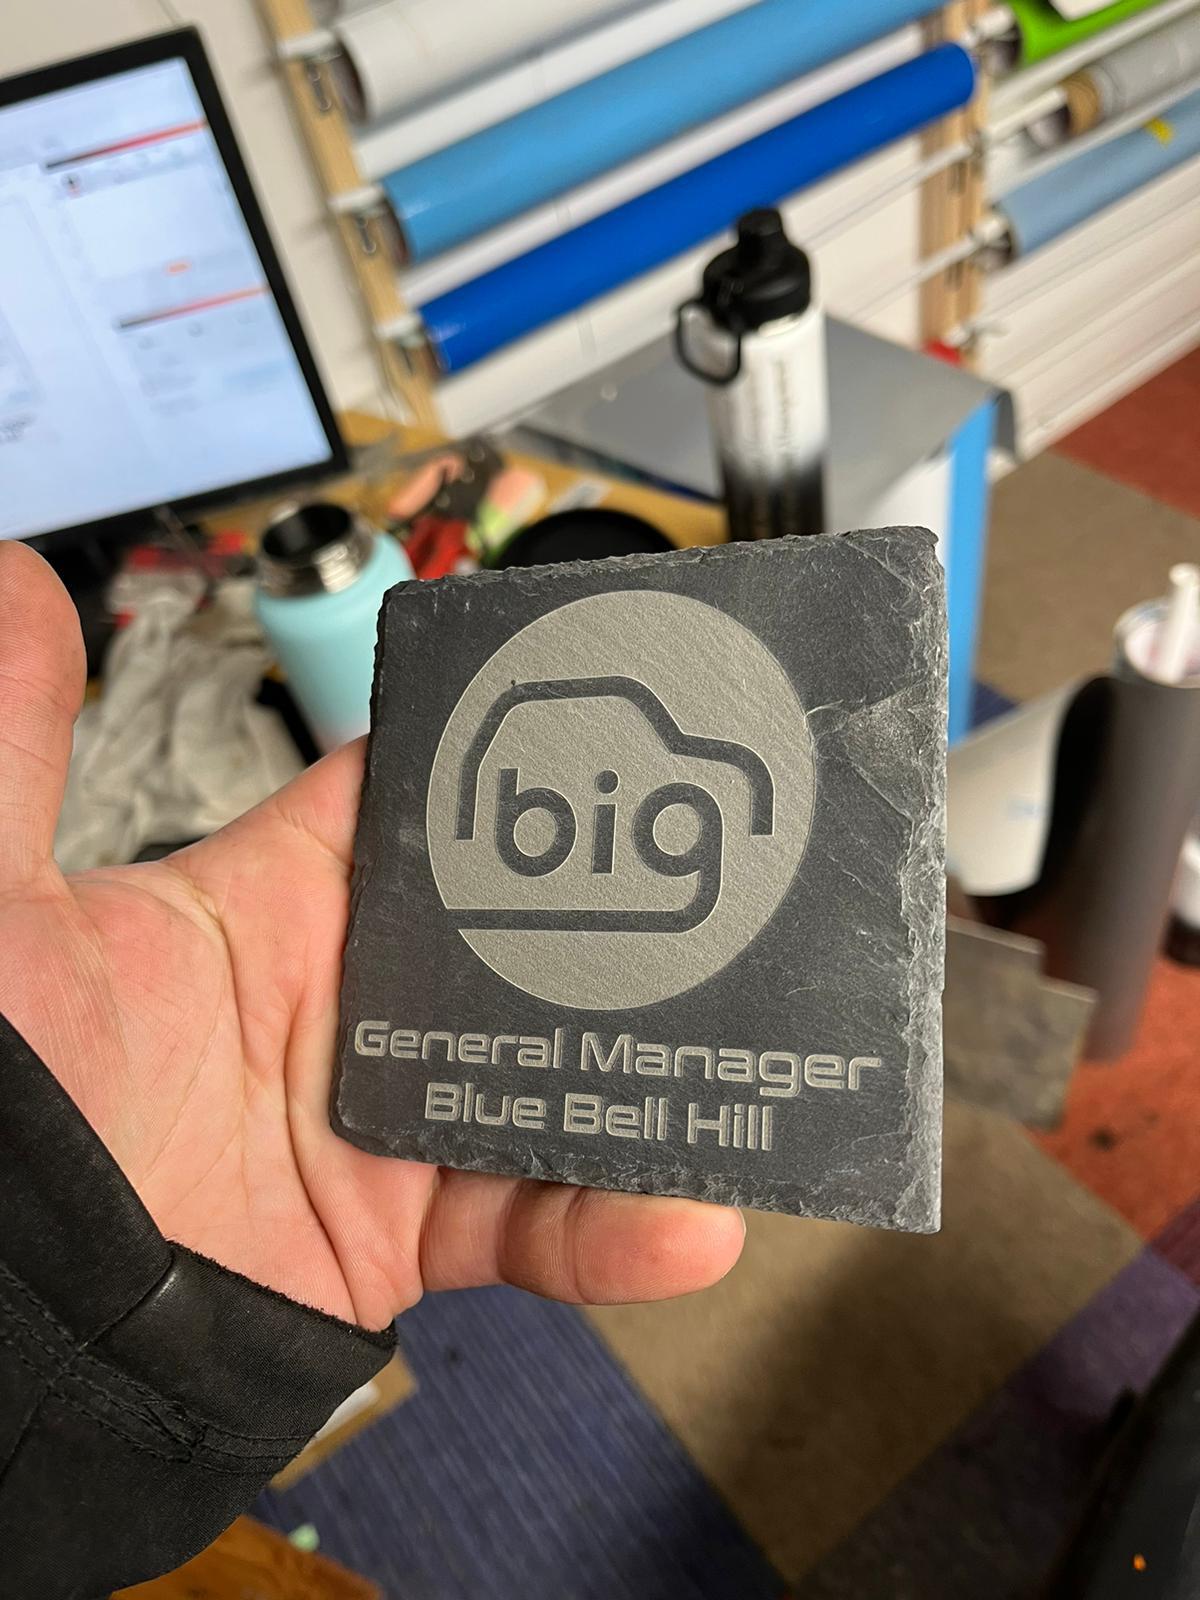 big
General Manager
Blue Bell Hill